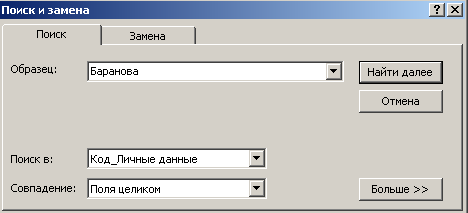 Поиск и замена
Поиск Замена
Образец: Баранова Найти далее
Отмена
Поиск в: Код_Личные данные
Совпадение: Поля целиком Больше >>